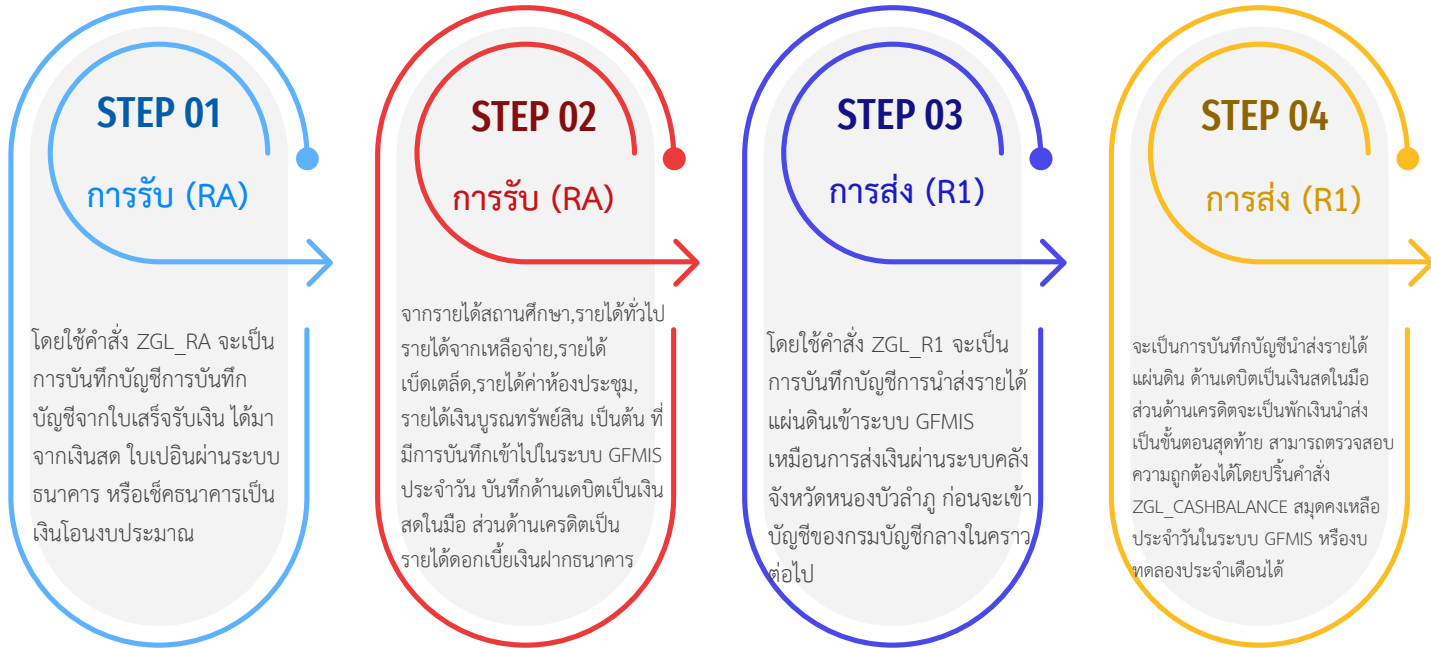 STEP 01
การรับ (RA)
โดยใช้คำสั่ง ZGL_RA จะเป็น
การบันทึกบัญชีการบันทึก
บัญชีจากใบเสร็จรับเงิน ได้มา
จากเงินสด ใบเปอินผ่านระบบ
ธนาคาร หรือเช็คธนาคารเป็น
เงินโอนงบประมาณ
STEP 02
การรับ (RA)
จากรายได้สถานศึกษา,รายได้ทั่วไป
รายได้จากเหลือจ่าย,รายได้
เบ็ดเตล็ด,รายได้ค่าห้องประชุม,
รายได้เงินบูรณทรัพย์สิน เป็นต้น ที่
มีการบันทึกเข้าไปในระบบ GFMIS
ประจำวัน บันทึกด้านเดบิตเป็นเงิน
สดในมือ ส่วนด้านเครดิตเป็น
รายได้ดอกเบี้ยเงินฝากธนาคาร
STEP 03
การส่ง (R1)
โดยใช้คำสั่ง ZGL_R1 จะเป็น
การบันทึกบัญชีการนำส่งรายได้
แผ่นดินเข้าระบบ GFMIS
เหมือนการส่งเงินผ่านระบบคลัง
จังหวัดหนองบัวลำภู ก่อนจะเข้า
บัญชีของกรมบัญชีกลางในคราว
ต่อไป
STEP 04
การส่ง (R1)
จะเป็นการบันทึกบัญชีนำส่งรายได้
แผ่นดิน ด้านเดบิตเป็นเงินสดในมือ
ส่วนด้านเครดิตจะเป็นพักเงินนำส่ง
เป็นขั้นตอนสุดท้าย สามารถตรวจสอบ
ความถูกต้องได้โดยปริ้นคำสั่ง
ZGL_CASHBALANCE สมุดคงเหลือ
ประจำวันในระบบ GFMIS หรืองบ
ทดลองประจำเดือนได้